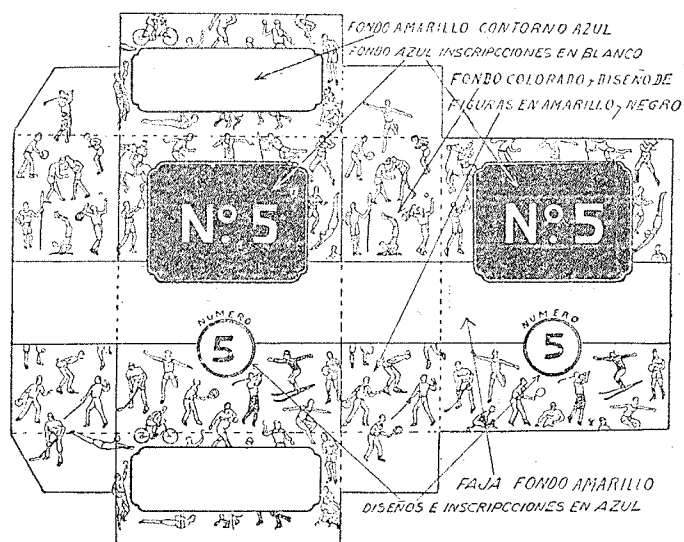 FONDO AMARILLO CONTORNO AZUL
FONDO AZUL INSCRIPCCIONES EN BLANCO
FONDO COLORADO y DISEÑO DE
FIGURAS EN AMARILLO y NEGRO
Nº 5
Nº 5
NUMERO
5
NUMERO
5
FAJA FONDO AMARILLO
DISEÑOS E INSCRIPCCIONES EN AZUL